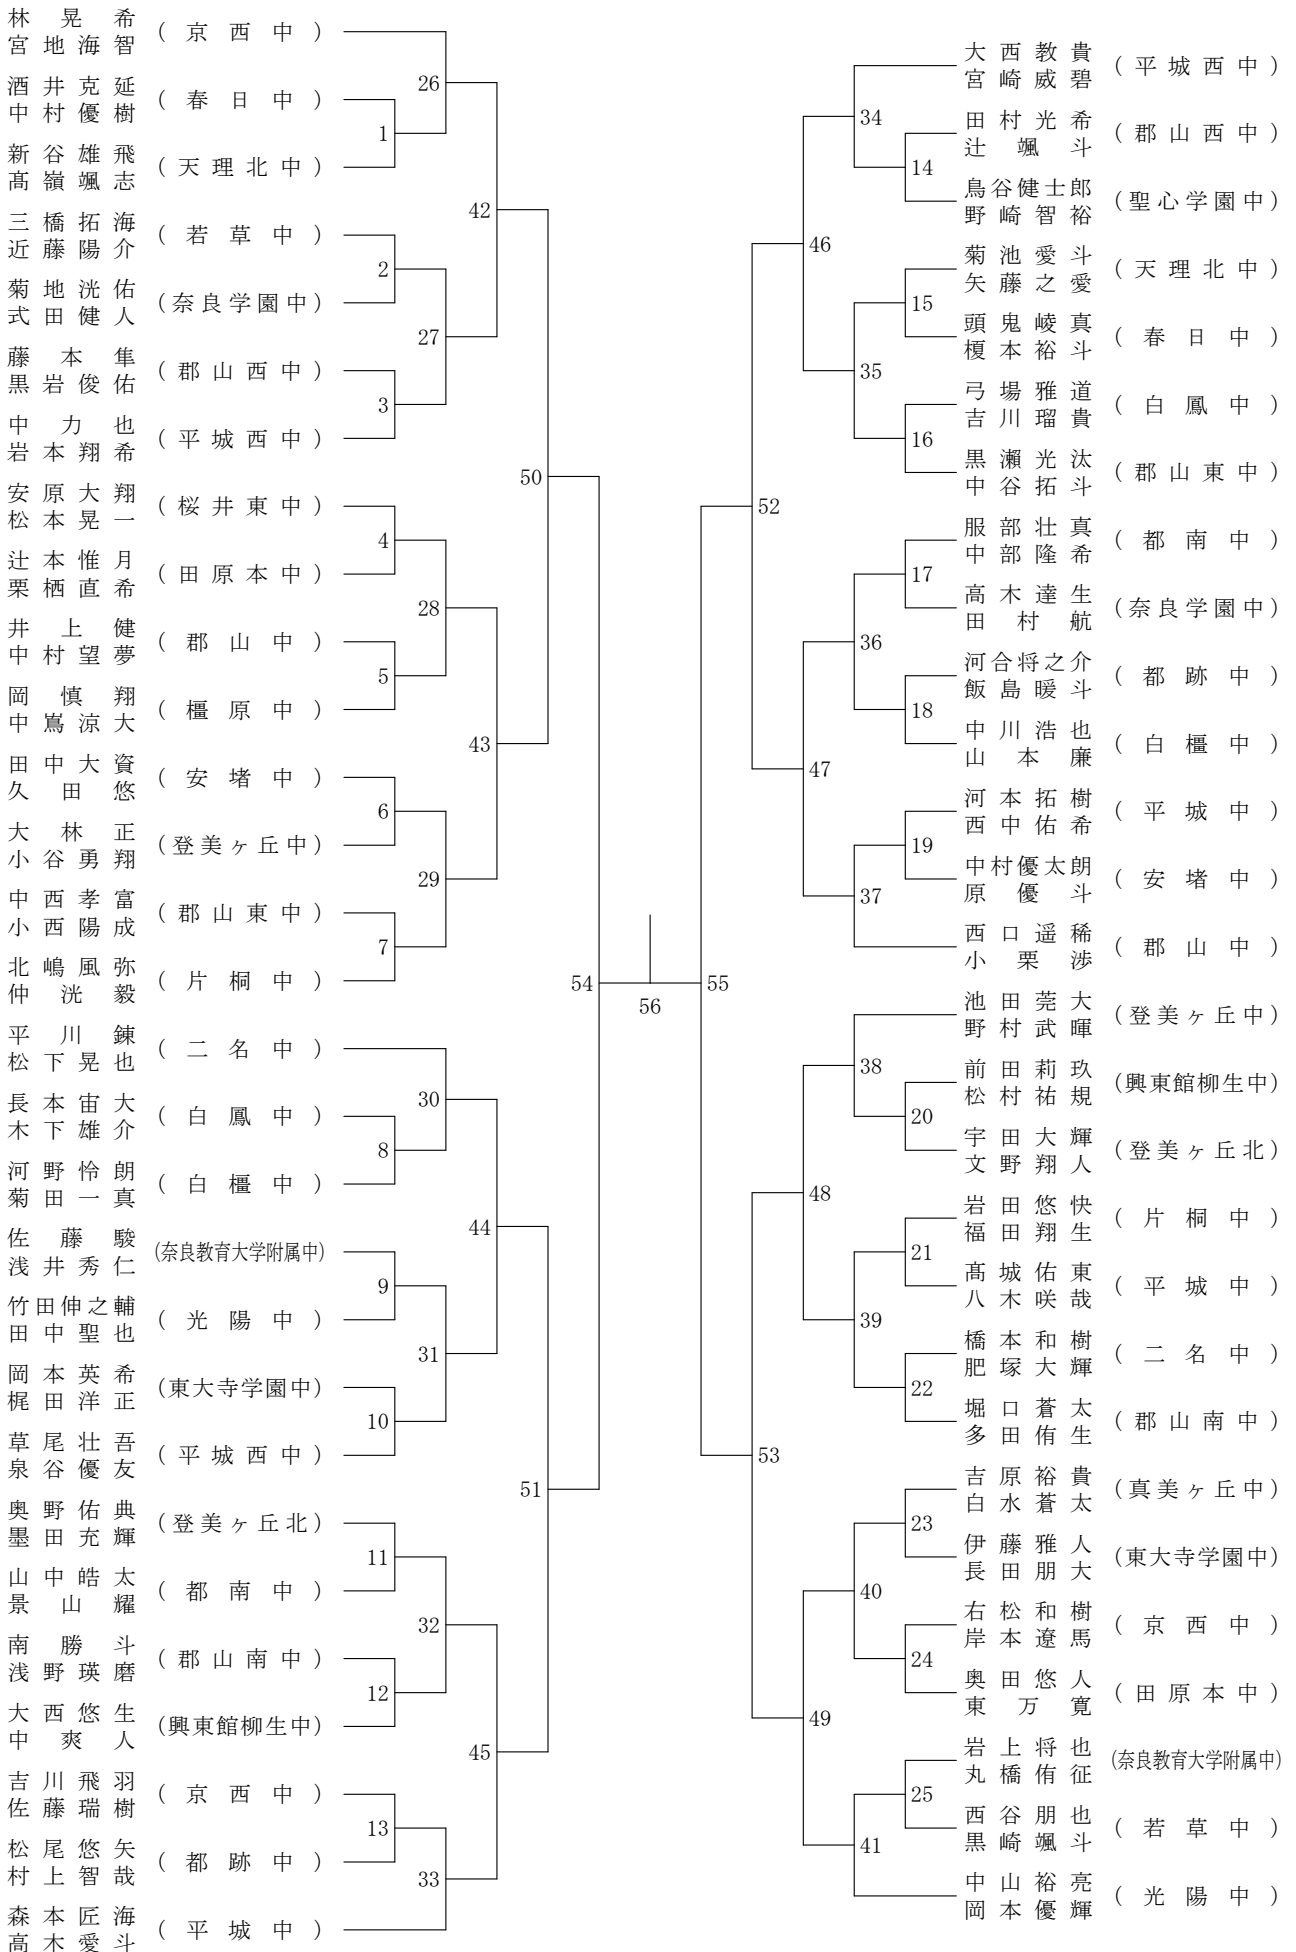 林晃希
宮地海智
(京西中)
酒井克延
中村優樹
(春日中)
新谷雄飛
髙嶺颯志
(天理北中)
三橋拓海
近藤陽介
(若草中)
菊地洸佑
式田健人
(奈良学園中)
藤本隼
黒岩俊佑
(郡山西中)
中力也
岩本翔希
(平城西中)
安原大翔
松本晃一
(桜井東中)
辻本惟月
栗栖直希
(田原本中)
井上健
中村望夢
(郡山中)
岡慎翔
中嶌涼大
(橿原中)
田中大資
久田悠
(安堵中)
大林正
小谷勇翔
(登美ヶ丘中)
中西孝富
小西陽成
(郡山東中)
北嶋風弥
仲洸毅
(片桐中)
平川錬
松下晃也
(二名中)
長本宙大
木下雄介
(白鳳中)
河野怜朗
菊田一真
(白橿中)
佐藤駿
浅井秀仁
(奈良教育大学附属中)
竹田伸之輔
田中聖也
(光陽中)
岡本英希
梶田洋正
(東大寺学園中)
草尾壮吾
泉谷優友
(平城西中)
奥野佑典
墨田充輝
(登美ヶ丘北)
山中皓太
景山耀
(都南中)
南勝斗
浅野瑛磨
(郡山南中)
大西悠生
中爽人
(興東館柳生中)
吉川飛羽
佐藤瑞樹
(京西中)
松尾悠矢
村上智哉
(都跡中)
森本匠海
高木愛斗
(平城中)
1
2
3
4
5
6
7
8
9
10
11
12
13
26
27
28
29
30
31
32
33
42
43
44
45
50
51
54
56
55
52
53
46
47
48
49
34
35
36
37
38
39
40
41
14
15
16
17
18
19
20
21
22
23
24
25
大西教貴
宮崎威碧
(平城西中)
田村光希
辻颯斗
(郡山西中)
鳥谷健士郎
野崎智裕
(聖心学園中)
菊池愛斗
矢藤之愛
(天理北中)
頭鬼崚真
榎本裕斗
(春日中)
弓場雅道
吉川瑠貴
(白鳳中)
黒瀬光汰
中谷拓斗
(郡山東中)
服部壮真
中部隆希
(都南中)
高木達生
田村航
(奈良学園中)
河合将之介
飯島暖斗
(都跡中)
中川浩也
山本廉
(白橿中)
河本拓樹
西中佑希
(平城中)
中村優太朗
原優斗
(安堵中)
西口遥稀
小栗渉
(郡山中)
池田莞大
野村武暉
(登美ヶ丘中)
前田莉玖
松村祐規
(興東館柳生中)
宇田大輝
文野翔人
(登美ヶ丘北)
岩田悠快
福田翔生
(片桐中)
髙城佑東
八木咲哉
(平城中)
橋本和樹
肥塚大輝
(二名中)
堀口蒼太
多田侑生
(郡山南中)
吉原裕貴
白水蒼太
(真美ヶ丘中)
伊藤雅人
長田朋大
(東大寺学園中)
右松和樹
岸本遼馬
(京西中)
奥田悠人
東万寛
(田原本中)
岩上将也
丸橋侑征
(奈良教育大学附属中)
西谷朋也
黒崎颯斗
(若草中)
中山裕亮
岡本優輝
(光陽中)